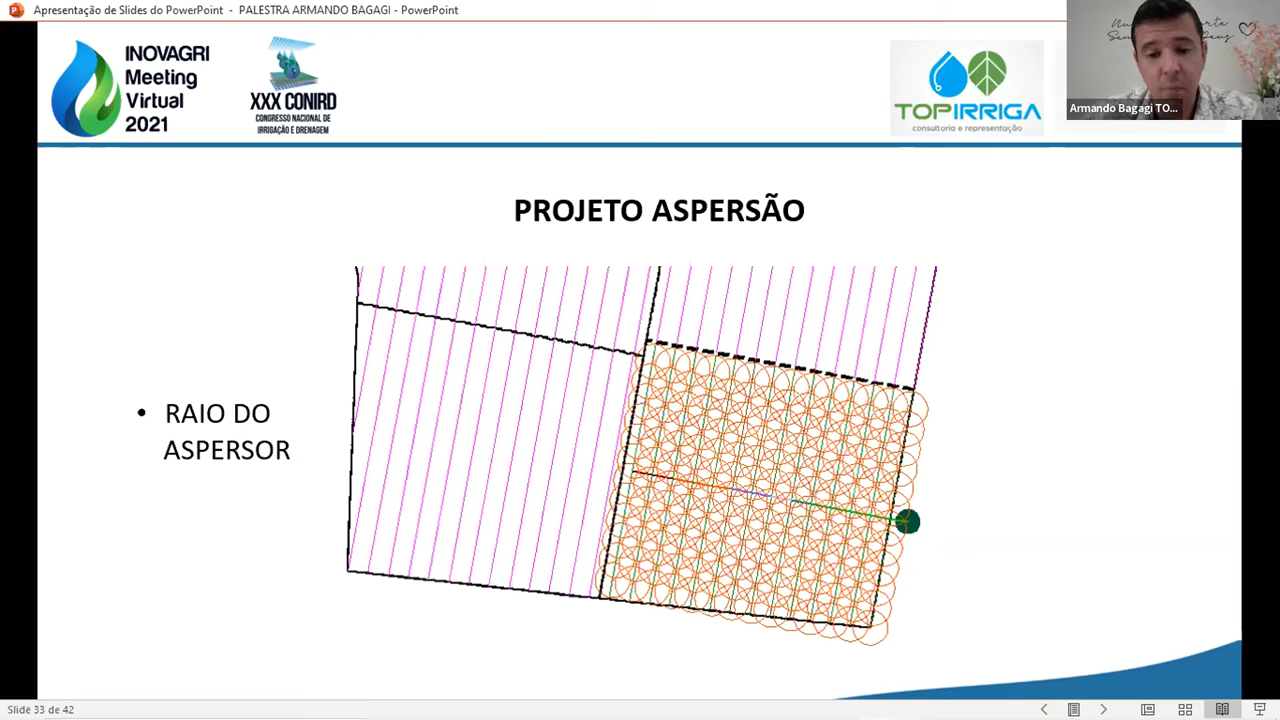 Apresentação de Slides do PowerPoint - PALESTRA ARMANDO BAGAGI - PowerPoint
INOVAGRI
Meeting
Virtual
2021
XXX CONIRD
CONGRESSO NACIONAL DE
IRRIGAÇÃO E DRENAGEM
TOPIRRIGA
consultoria e representação
Armando Bagagi TO...
PROJETO ASPERSÃO
• RAIO DO
ASPERSOR
Slide 33 de 42